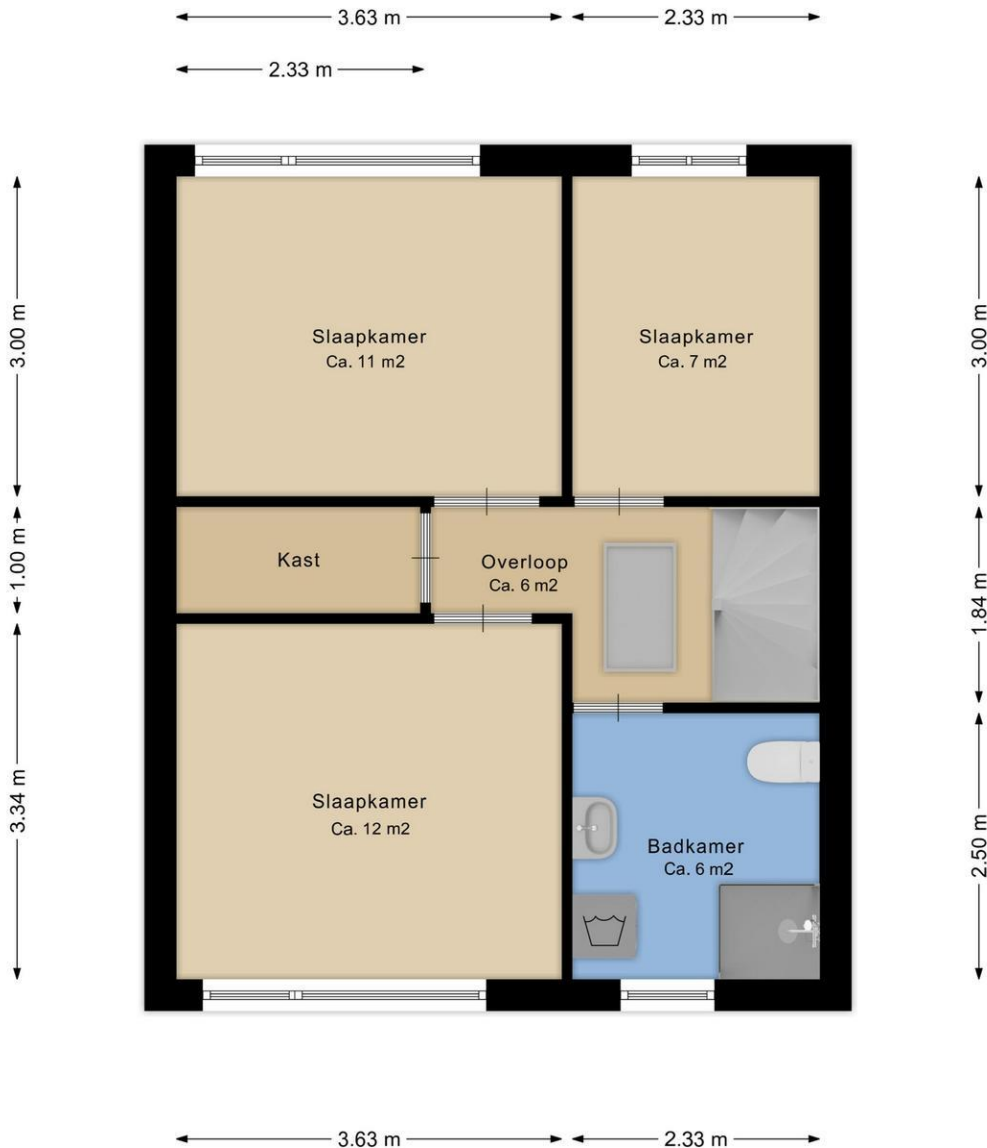 3.63 m
2.33 m
2.33 m
3.00 m
3.00 m
Slaapkamer
Ca. 11 m2
Slaapkamer
Ca. 7 m2
1.00 m
Kast
Overloop
Ca. 6 m2
1.84 m
3.34 m
Slaapkamer
Ca. 12 m2
Badkamer
Ca. 6 m2
2.50 m
3.63 m
2.33 m